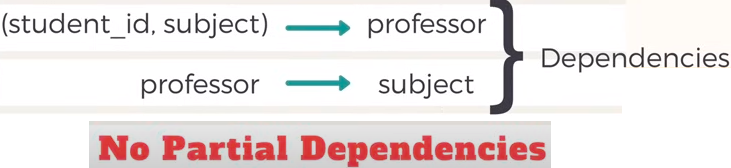 (student_id, subject) → professor
professor → subject
} Dependencies
No Partial Dependencies